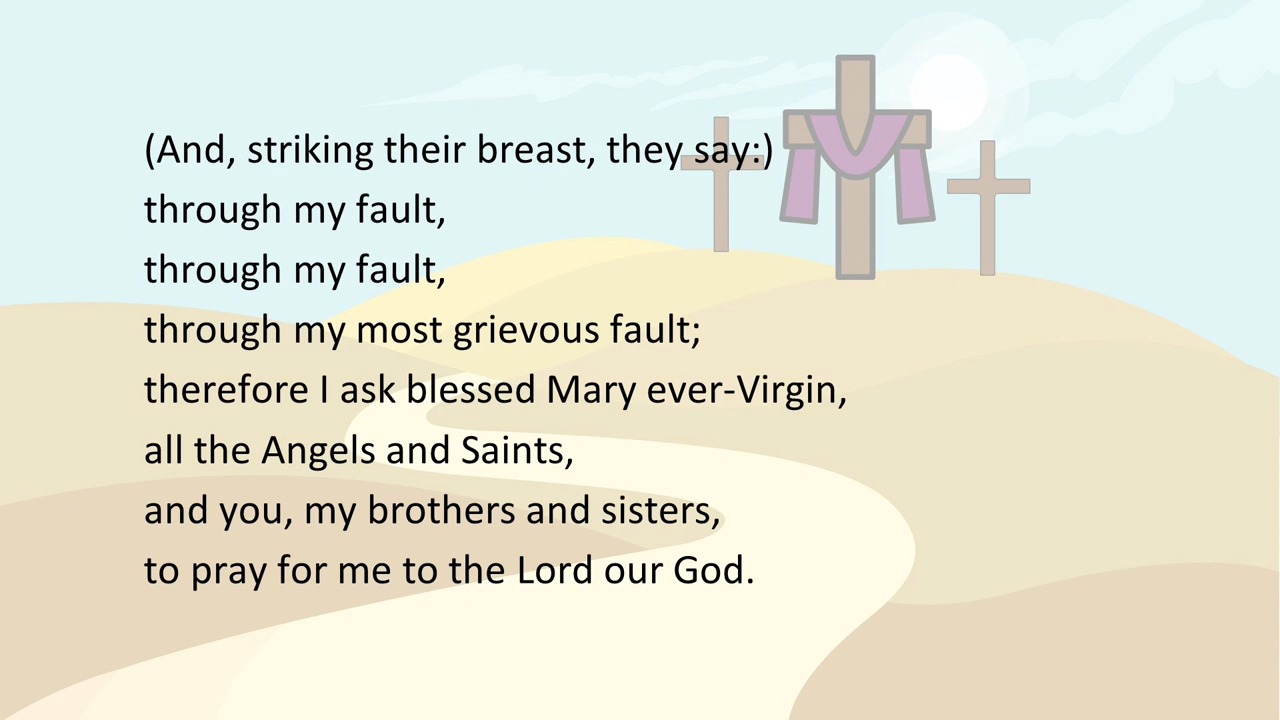 (And, striking their breast, they say:)
through my fault,
through my fault,
through my most grievous fault;
therefore I ask blessed Mary ever-Virgin,
all the Angels and Saints,
and you, my brothers and sisters,
to pray for me to the Lord our God.